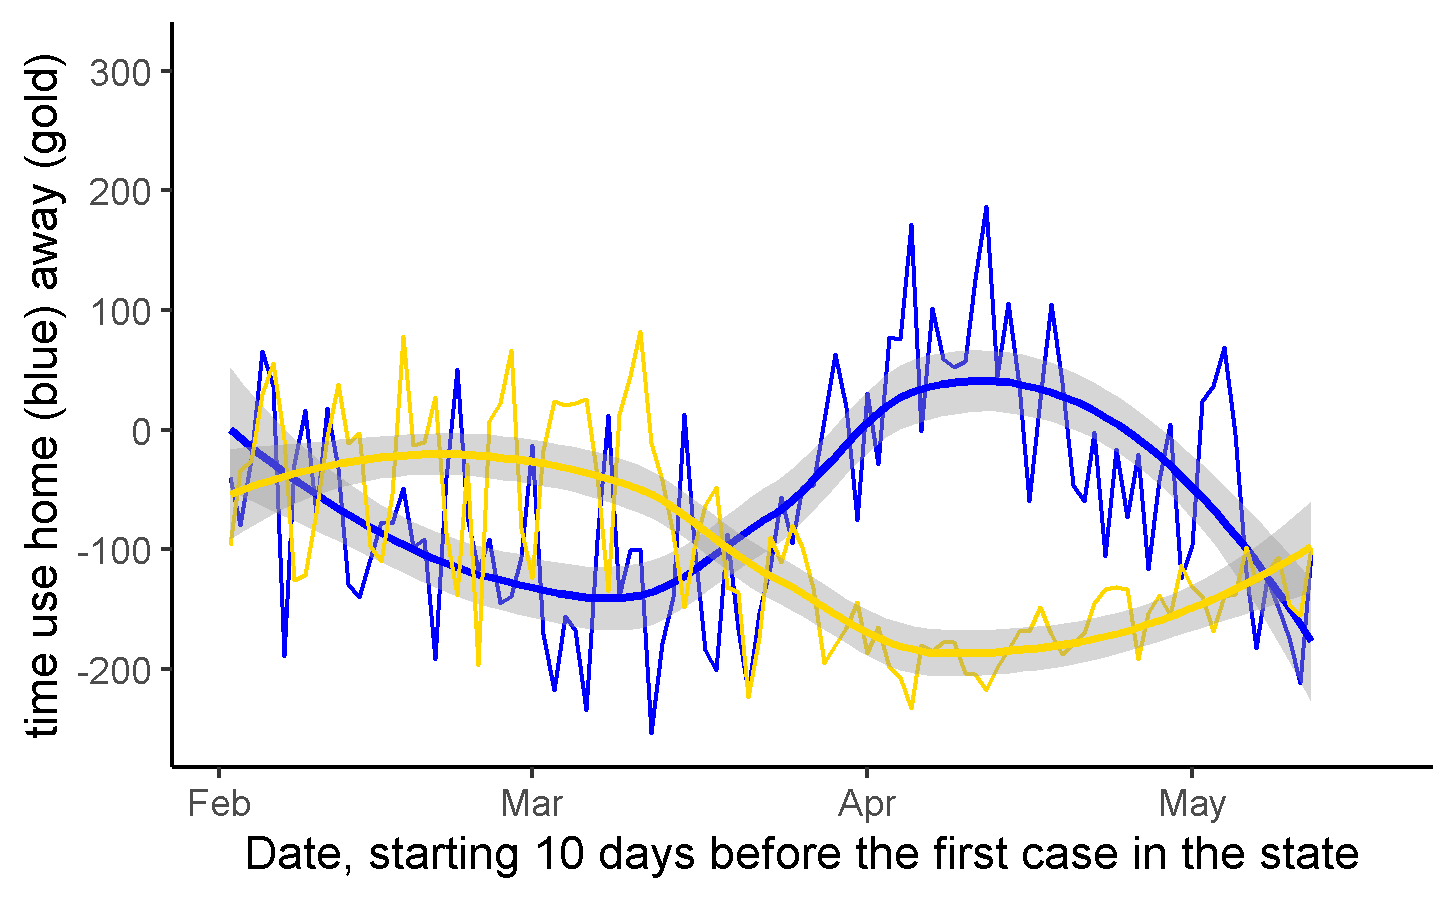 time use home (blue) away (gold)
300
200
100
0
-100
-200
Feb
Mar
Apr
May
Date, starting 10 days before the first case in the state